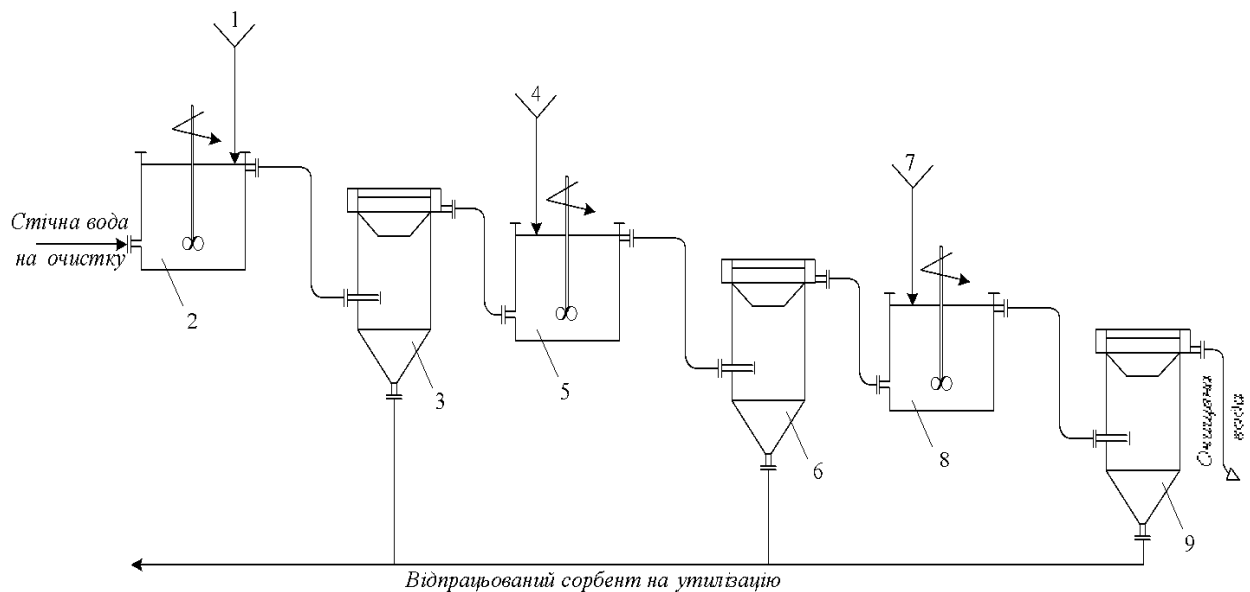 1
4
7
Стічна вода
на очистку
2
3
5
6
8
9
Очищена
вода
Відпрацьований сорбент на утилізацію